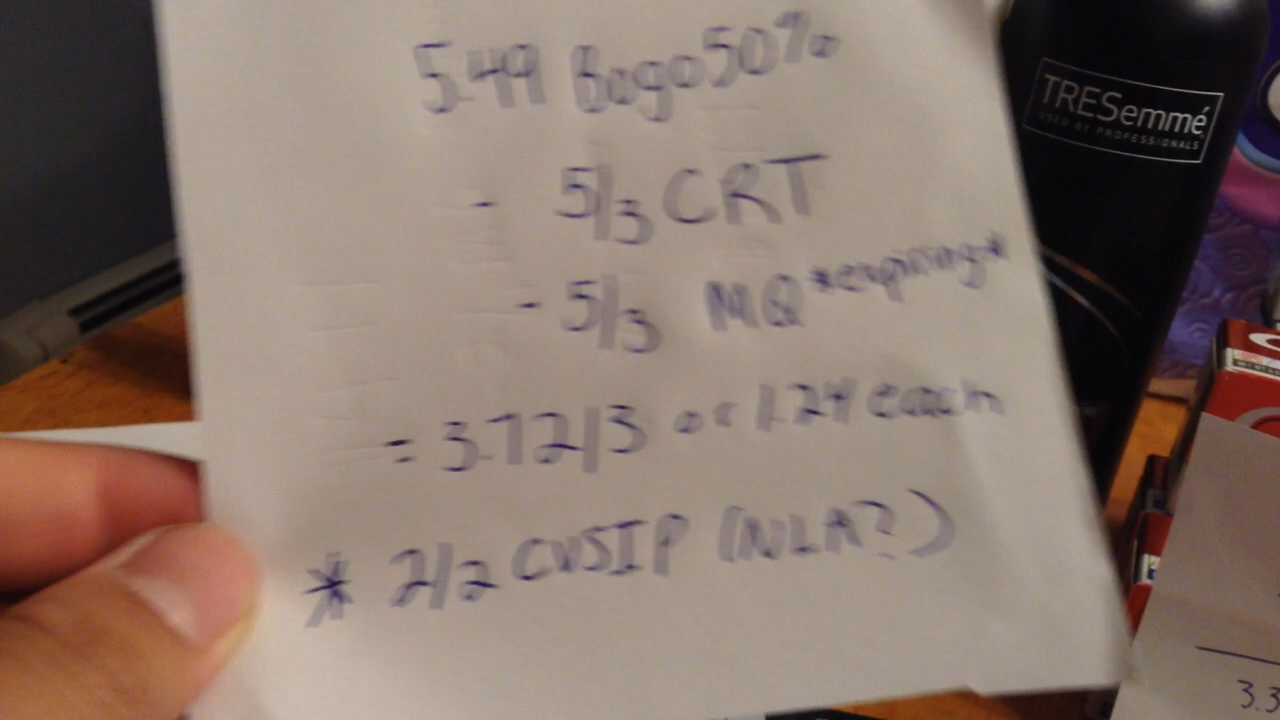 5.49 Bogo 50%
- 5/3 CRT
- 5/3 MQ *expiring*
= 3.72/3 or 1.24 each
* 2/2 CVSIP (NLA?)
TRESemmé
USED BY PROFESSIONALS
3.3